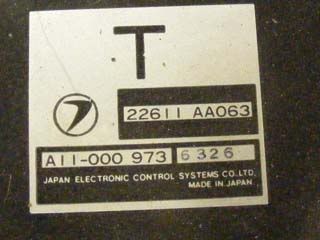 T
22611 AA063
A11-000 973 6326
JAPAN ELECTRONIC CONTROL SYSTEMS CO.,LTD.
MADE IN JAPAN